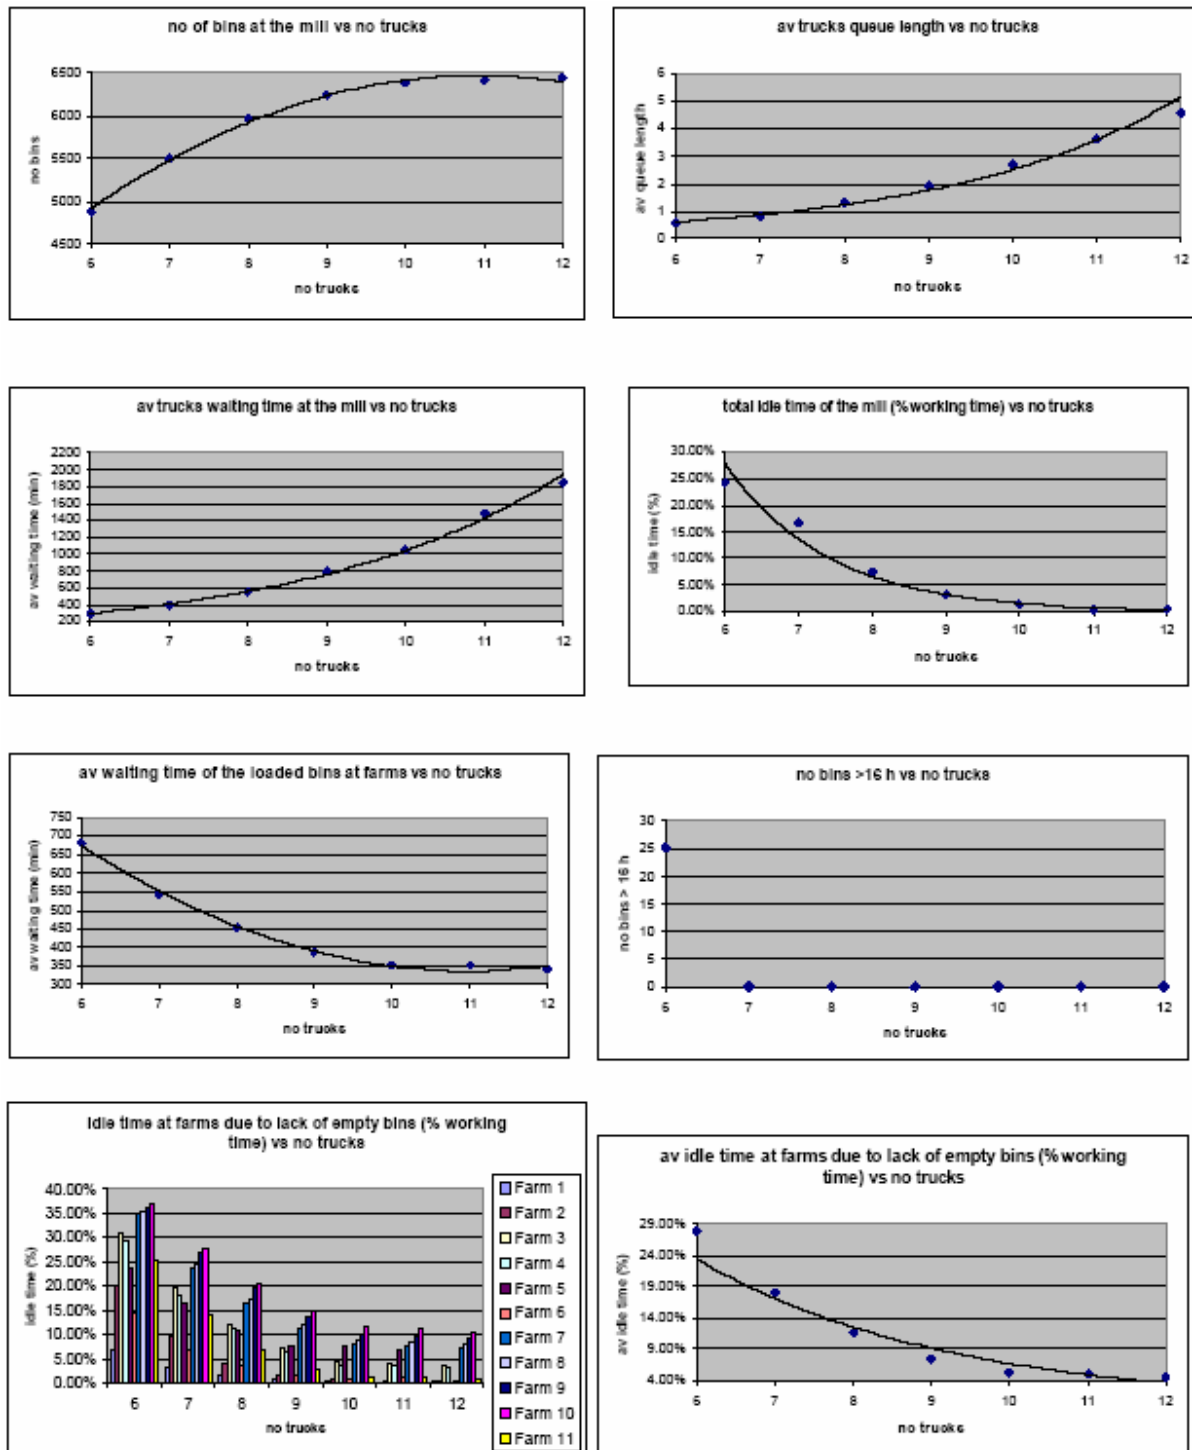 no of bins at the mill vs no trucks
no bins
6500
6000
5500
5000
4500
6 7 8 9 10 11 12
no trucks
av trucks queue length vs no trucks
av queue length
6
5
4
3
2
1
0
6 7 8 9 10 11 12
no trucks
av trucks waiting time at the mill vs no trucks
av waiting time (min)
2200
2000
1800
1600
1400
1200
1000
800
600
400
200
6 7 8 9 10 11 12
no trucks
total idle time of the mill (%working time) vs no trucks
idle time (%)
30.00%
25.00%
20.00%
15.00%
10.00%
5.00%
0.00%
6 7 8 9 10 11 12
no trucks
av waiting time of the loaded bins at farms vs no trucks
av waiting time (min)
750
700
650
600
550
500
450
400
350
300
6 7 8 9 10 11 12
no trucks
no bins >16 h vs no trucks
no bins > 16 h
30
25
20
15
10
5
0
6 7 8 9 10 11 12
no trucks
Idle time at farms due to lack of empty bins (% working
time) vs no trucks
idle time (%)
40.00%
35.00%
30.00%
25.00%
20.00%
15.00%
10.00%
5.00%
0.00%
6 7 8 9 10 11 12
no trucks
Farm 1
Farm 2
Farm 3
Farm 4
Farm 5
Farm 6
Farm 7
Farm 8
Farm 9
Farm 10
Farm 11
av idle time at farms due to lack of empty bins (%working
time) vs no trucks
av idle time (%)
29.00%
24.00%
19.00%
14.00%
9.00%
4.00%
6 7 8 9 10 11 12
no trucks